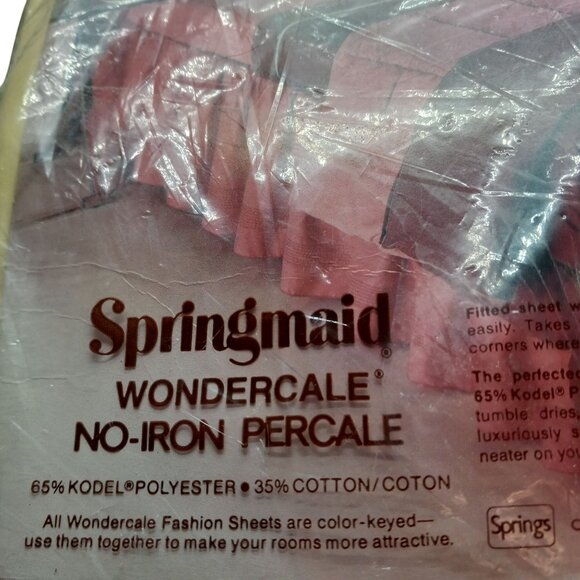 Springmaid®
WONDERCALE®
NO-IRON PERCALE
65% KODEL® POLYESTER • 35% COTTON/COTON
All Wondercale Fashion Sheets are color-keyed—
use them together to make your rooms more attractive.
Fitted sheet
easily. Takes
corners where
The perfected
65% Kodel®
tumble dries,
luxuriously
neater on
Springs